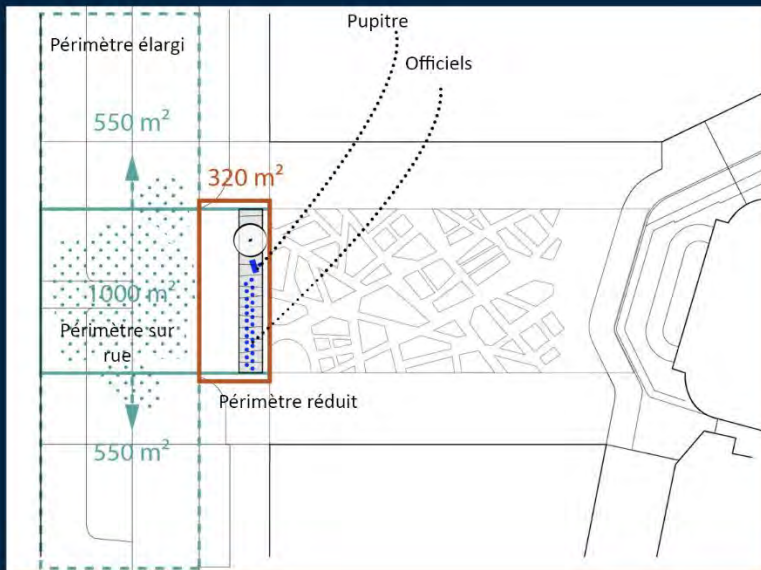 Pupitre
Périmètre élargi
Officiels
550 m²
320 m²
1000 m²
Périmètre sur
rue
Périmètre réduit
550 m²